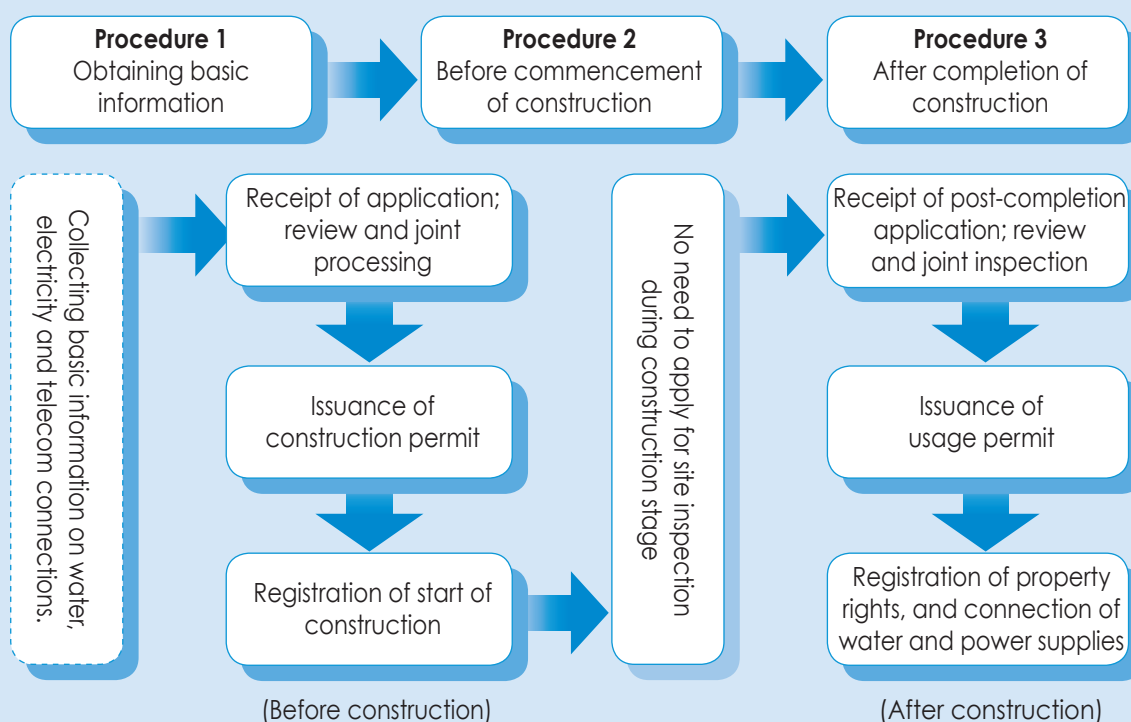 Procedure 1
Obtaining basic
information
Procedure 2
Before commencement
of construction
Procedure 3
After completion of
construction
Collecting basic information on water,
electricity and telecom connections.
Receipt of application;
review and joint
processing
Issuance of
construction permit
Registration of start of
construction
(Before construction)
No need to apply for site inspection
during construction stage
Receipt of post-completion
application; review
and joint inspection
Issuance of
usage permit
Registration of property
rights, and connection of
water and power supplies
(After construction)